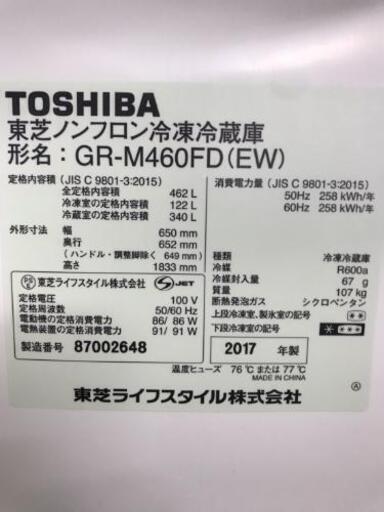 TOSHIBA
東芝ノンフロン冷凍冷蔵庫
形名：GR-M460FD(EW)
定格内容積 (JIS C 9801-3:2015)
全定格内容積 462 L
冷凍室の定格内容積 122 L
冷蔵室の定格内容積 340 L
外形寸法 幅 650 mm
奥行 652 mm
(ハンドル・調整脚除く 649 mm)
高さ 1833 mm
東芝ライフスタイル株式会社 JET
定格電圧 100 V
定格周波数 50/60 Hz
電動機の定格消費電力 86/ 86 W
電熱装置の定格消費電力 91/ 91 W
製造番号 87002648
消費電力量 (JIS C 9801-3:2015)
50Hz 258 kWh/年
60Hz 258 kWh/年
種類 冷凍冷蔵庫
冷媒 R600a
冷媒封入量 67 g
質量 107 kg
断熱発泡ガス シクロペンタン
上段冷凍室、製氷室の記号
下段冷凍室の記号
2017 年製
温度ヒューズ 76 ℃ または 77 ℃
MADE IN CHINA
Ⓐ
東芝ライフスタイル株式会社